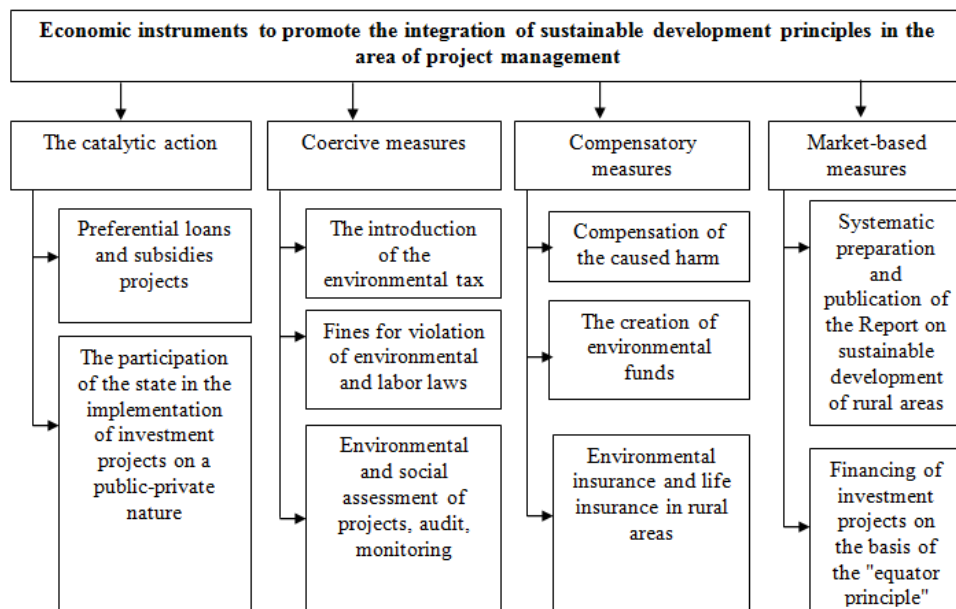 Economic instruments to promote the integration of sustainable development principles in the
area of project management
The catalytic action
Preferential loans
and subsidies
projects
The participation
of the state in the
implementation
of investment
projects on a
public-private
nature
Coercive measures
The introduction
of the
environmental tax
Fines for violation
of environmental
and labor laws
Environmental
and social
assessment of
projects, audit,
monitoring
Compensatory
measures
Compensation of
the caused harm
The creation of
environmental
funds
Environmental
insurance and life
insurance in rural
areas
Market-based
measures
Systematic
preparation
and
publication of
the Report on
sustainable
development
of rural areas
Financing of
investment
projects on
the basis of
the "equator
principle"